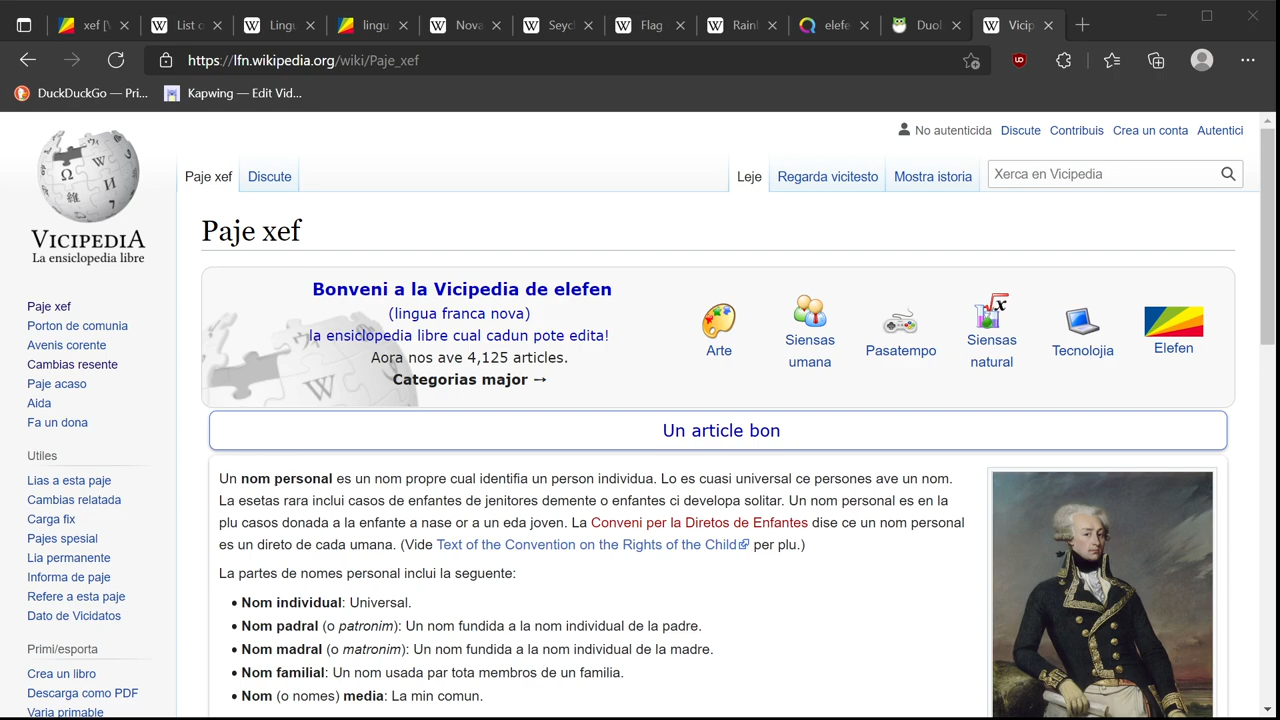 xef [V
List o
Lingu
lingu
Nova
Seyc
Flag
Rainl
elefe
Duol
Vicip
https://lfn.wikipedia.org/wiki/Paje_xef
DuckDuckGo — Pri...
Kapwing — Edit Vid...
No autenticida Discute Contribuis Crea un conta Autentici
Paje xef Discute Leje Regarda vicitesto Mostra istoria Xerca en Vicipedia
VICIPEDIA
La ensiclopedia libre
Paje xef
Porton de comunia
Avenis corente
Cambias resente
Paje acaso
Aida
Fa un dona
Utiles
Lias a esta paje
Cambias relatada
Carga fix
Pajes spesial
Lia permanente
Informa de paje
Refere a esta paje
Dato de Vicidatos
Primi/esporta
Crea un libro
Descarga como PDF
Varia primable
Paje xef
Bonveni a la Vicipedia de elefen
(lingua franca nova)
la ensiclopedia libre cual cadun pote edita!
Aora nos ave 4,125 articles.
Categorias major →
Arte
Siensas
umana
Pasatempo
Siensas
natural
Tecnolojia
Elefen
Un article bon
Un nom personal es un nom propre cual identifia un person individua. Lo es cuasi universal ce persones ave un nom.
La esetas rara inclui casos de enfantes de jenitores demente o enfantes ci developa solitar. Un nom personal es en la
plu casos donada a la enfante a nase or a un eda joven. La Conveni per la Diretos de Enfantes dise ce un nom personal
es un direto de cada umana. (Vide Text of the Convention on the Rights of the Child per plu.)
La partes de nomes personal inclui la seguente:
• Nom individual: Universal.
• Nom padral (o patronim): Un nom fundida a la nom individual de la padre.
• Nom madral (o matronim): Un nom fundida a la nom individual de la madre.
• Nom familial: Un nom usada par tota membros de un familia.
• Nom (o nomes) media: La min comun.